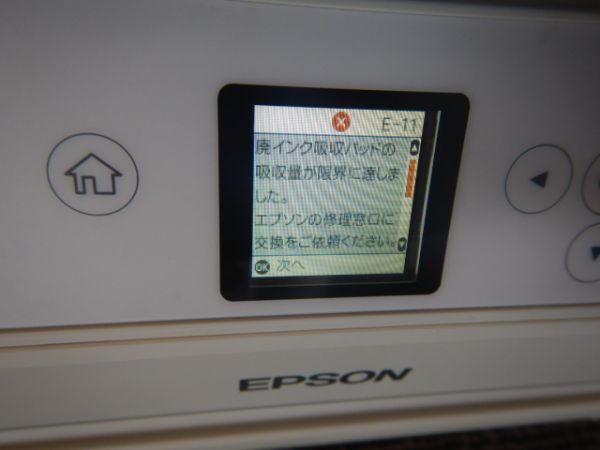 E-11
廃インク吸収パッドの
吸収量が限界に達しま
した。
エプソンの修理窓口に
交換をご依頼ください。
OK 次へ
EPSON